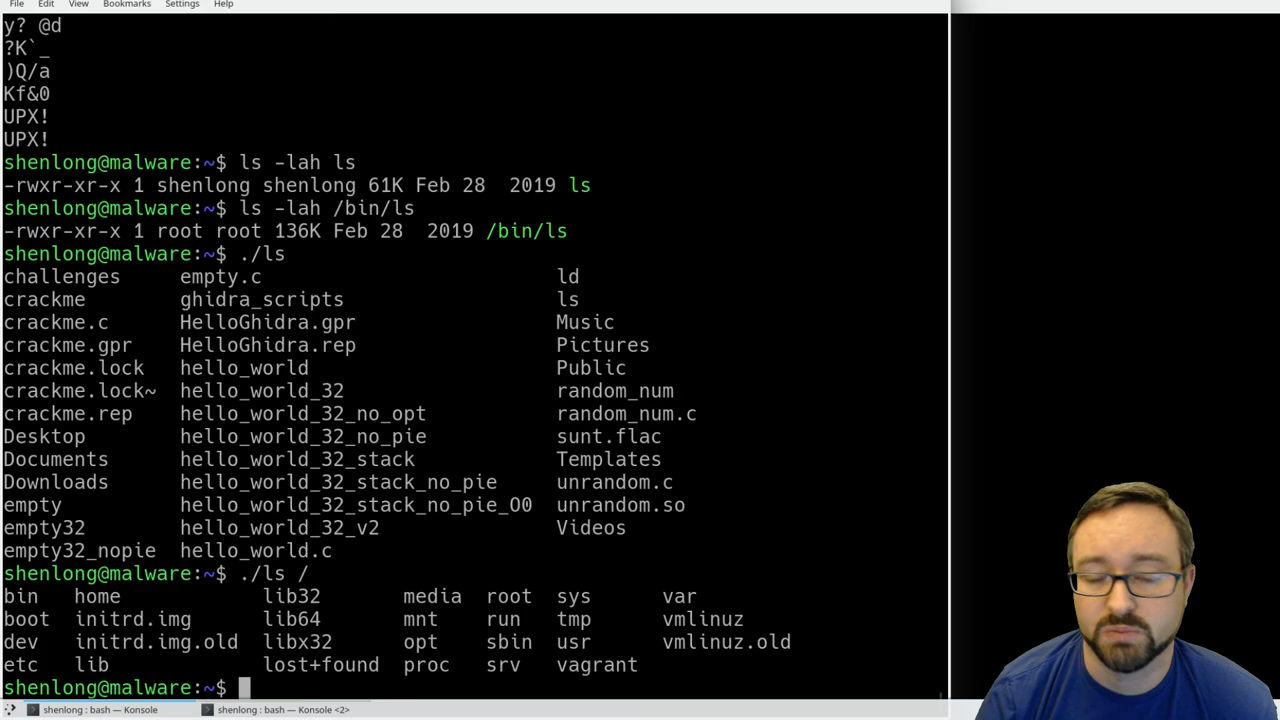 File Edit View Bookmarks Settings Help
y? @d
?K`_
)Q/a
Kf&0
UPX!
UPX!
shenlong@malware:~$ ls -lah ls
-rwxr-xr-x 1 shenlong shenlong 61K Feb 28  2019 ls
shenlong@malware:~$ ls -lah /bin/ls
-rwxr-xr-x 1 root root 136K Feb 28  2019 /bin/ls
shenlong@malware:~$ ./ls
challenges empty.c ld
crackme ghidra_scripts ls
crackme.c HelloGhidra.gpr Music
crackme.gpr HelloGhidra.rep Pictures
crackme.lock hello_world Public
crackme.lock~ hello_world_32 random_num
crackme.rep hello_world_32_no_opt random_num.c
Desktop hello_world_32_no_pie sunt.flac
Documents hello_world_32_stack Templates
Downloads hello_world_32_stack_no_pie unrandom.c
empty hello_world_32_stack_no_pie_O0 unrandom.so
empty32 hello_world_32_v2 Videos
empty32_nopie hello_world.c
shenlong@malware:~$ ./ls /
bin home lib32 media root sys var
boot initrd.img lib64 mnt run tmp vmlinuz
dev initrd.img.old libx32 opt sbin usr vmlinuz.old
etc lib lost+found proc srv vagrant
shenlong@malware:~$
shenlong : bash — Konsole shenlong : bash — Konsole <2>